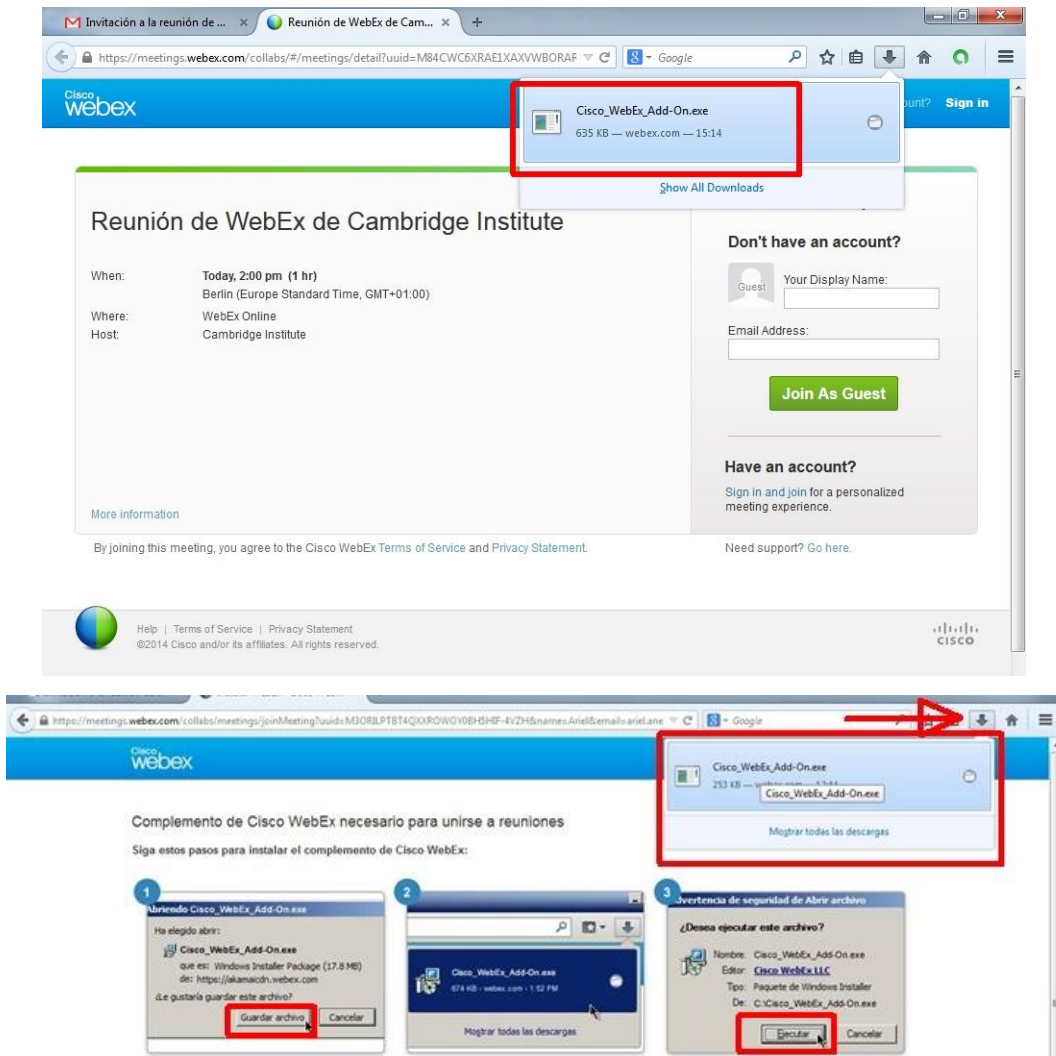 Invitación a la reunión de ...
Reunión de WebEx de Cam...
https://meetings.webex.com/collabs/#/meetings/detail?uuid=M84CWC6XRAE1XAXVWBORAF
Google
Cisco
webex
Cisco_WebEx_Add-On.exe
635 KB — webex.com — 15:14
Show All Downloads
unt? Sign in
Reunión de WebEx de Cambridge Institute
When: Today, 2:00 pm (1 hr)
Berlin (Europe Standard Time, GMT+01:00)
Where: WebEx Online
Host: Cambridge Institute
More information
Don't have an account?
Guest
Your Display Name:
Email Address:
Join As Guest
Have an account?
Sign in and join for a personalized
meeting experience.
By joining this meeting, you agree to the Cisco WebEx Terms of Service and Privacy Statement.
Need support? Go here.
Help | Terms of Service | Privacy Statement
©2014 Cisco and/or its affiliates. All rights reserved.
CISCO
Google
Cisco
webex
Cisco_WebEx_Add-On.exe
253 KB —
Cisco_WebEx_Add-On.exe
Mostrar todas las descargas
Complemento de Cisco WebEx necesario para unirse a reuniones
Siga estos pasos para instalar el complemento de Cisco WebEx:
1
Abriendo Cisco_WebEx_Add-On.exe
Ha elegido abrir:
Cisco_WebEx_Add-On.exe
que es: Windows Installer Package (17.8 MB)
de: https://akamaicdn.webex.com
¿Le gustaría guardar este archivo?
Guardar archivo Cancelar
2
Cisco_WebEx_Add-On.exe
674 KB - webex.com - 1:52 PM
Mostrar todas las descargas
3
dvertencia de seguridad de Abrir archivo
¿Desea ejecutar este archivo?
Nombre: Cisco_WebEx_Add-On.exe
Editor: Cisco WebEx LLC
Tipo: Paquete de Windows Installer
De: C:\Cisco_WebEx_Add-On.exe
Ejecutar Cancelar